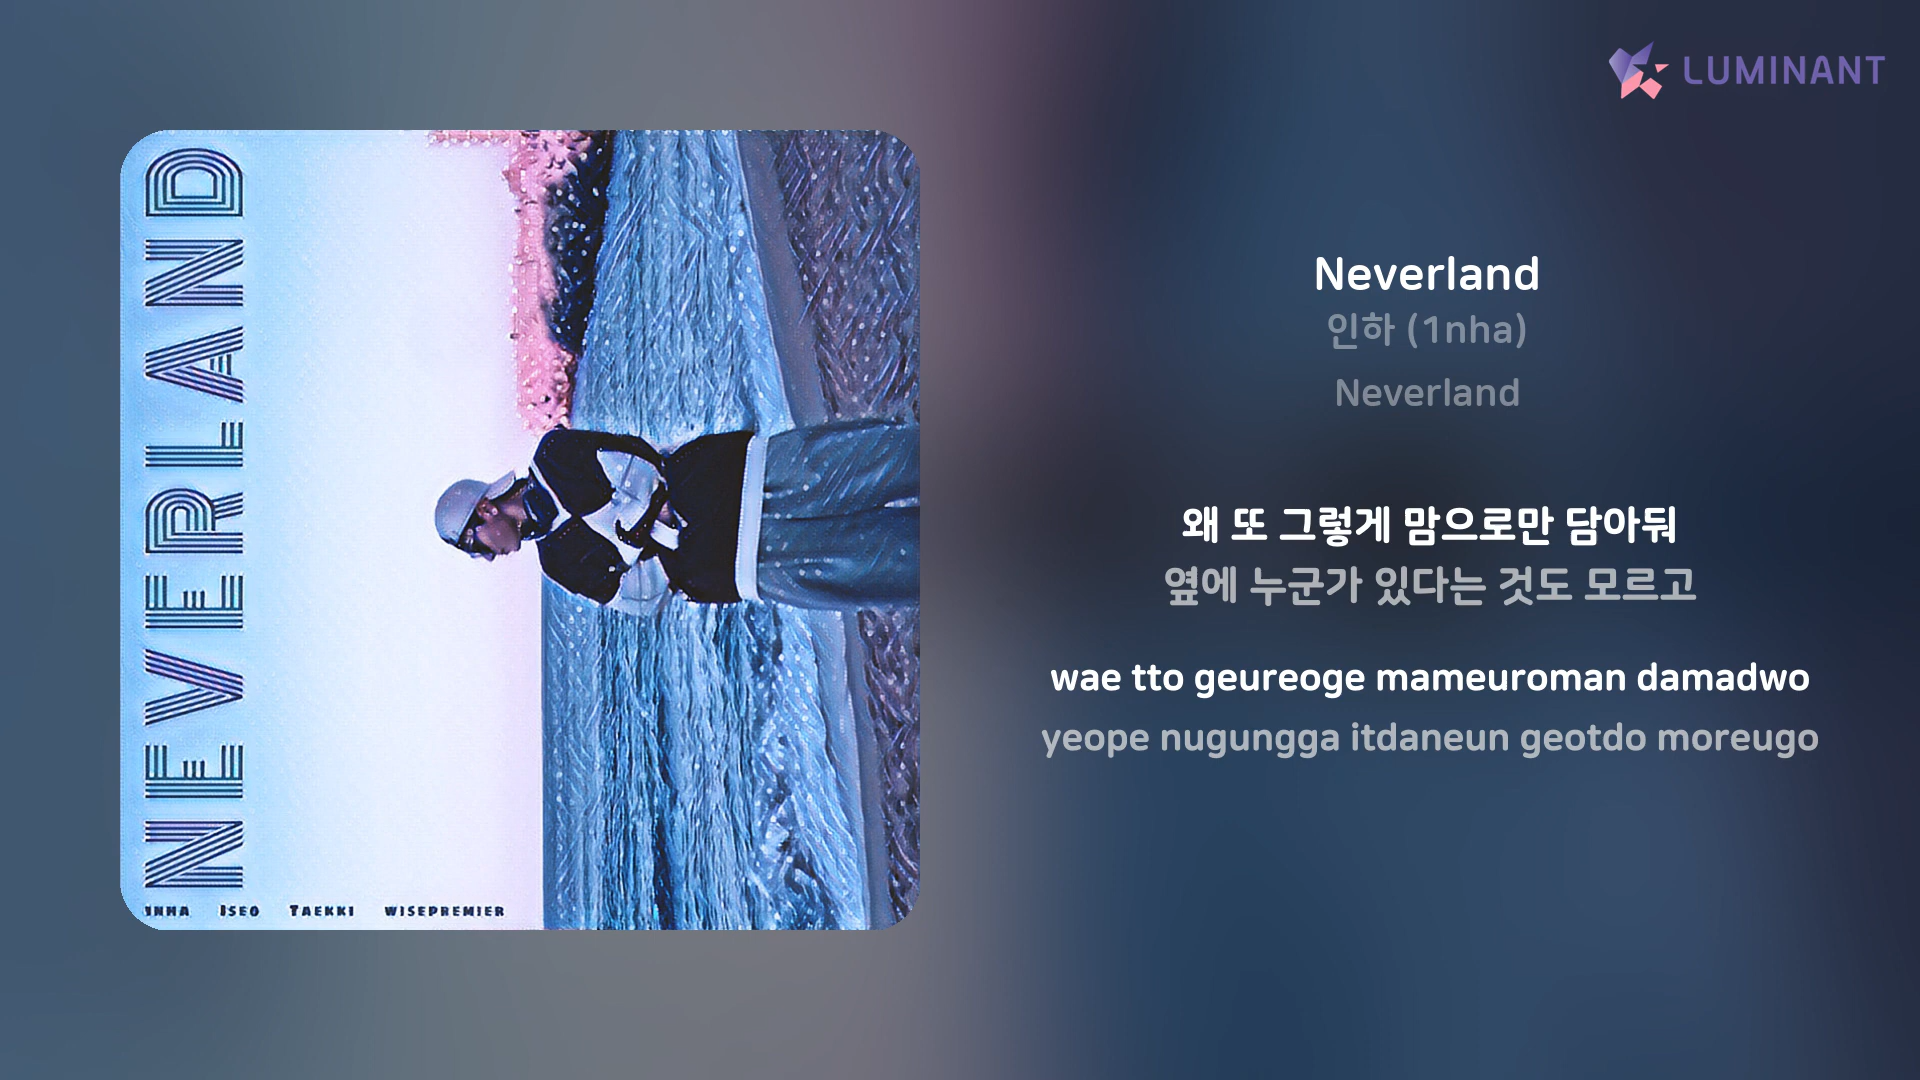 LUMINANT
NEVERLAND
1NHA ISEO TAEKKI WISEPREMIER
Neverland
인하 (1nha)
Neverland
왜 또 그렇게 맘으로만 담아둬
옆에 누군가 있다는 것도 모르고
wae tto geureoge mameuroman damadwo
yeope nugungga itdaneun geotdo moreugo